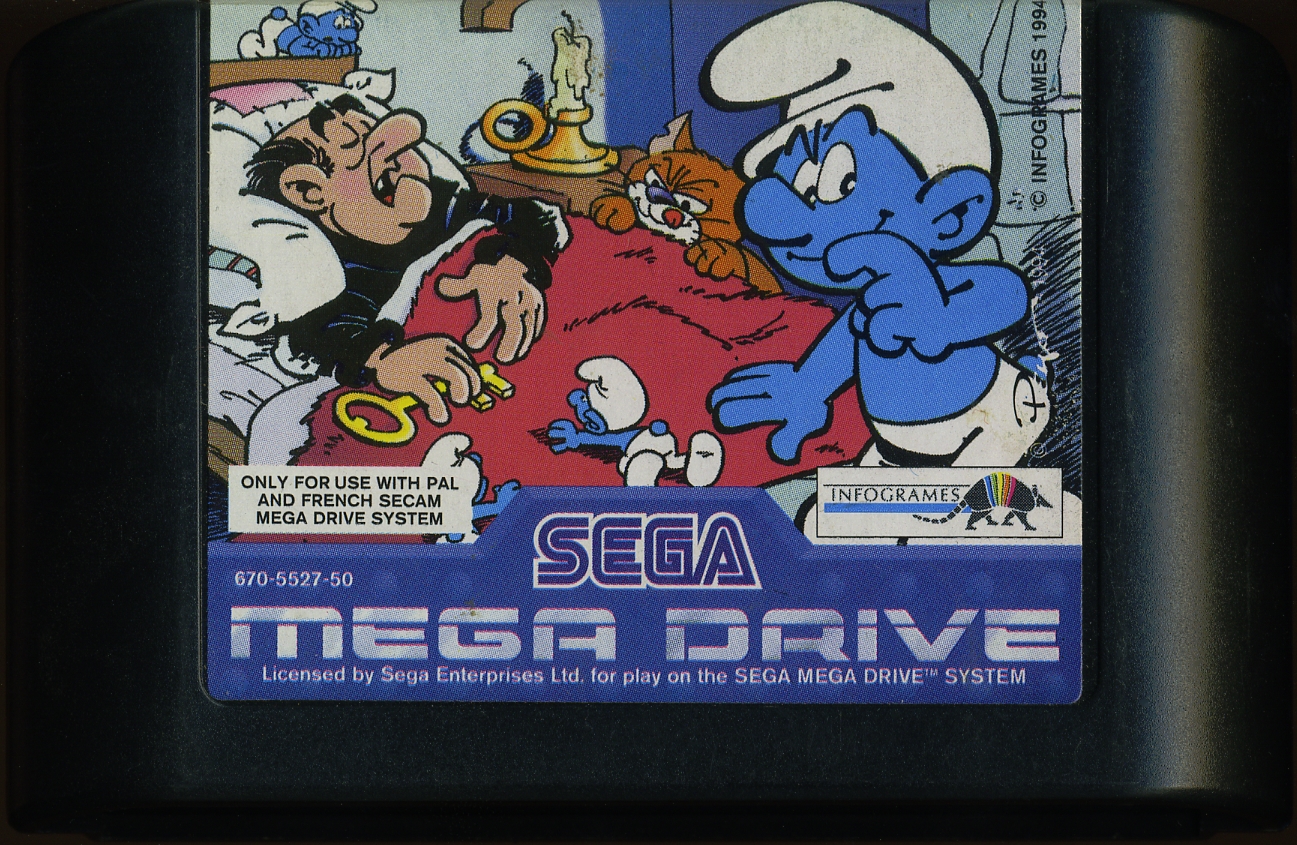 © INFOGRAMES 1994
ONLY FOR USE WITH PAL
AND FRENCH SECAM
MEGA DRIVE SYSTEM
INFOGRAMES
SEGA
670-5527-50
MEGA DRIVE
Licensed by Sega Enterprises Ltd. for play on the SEGA MEGA DRIVE™ SYSTEM